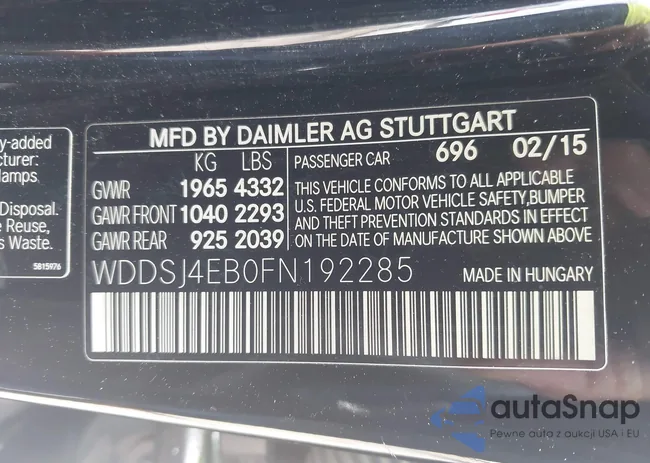 y-added
cturer:
lamps
Disposal.
e Reuse,
s Waste.
5815976
MFD BY DAIMLER AG STUTTGART
KG LBS PASSENGER CAR 696 02/15
GVWR 1965 4332
GAWR FRONT 1040 2293
GAWR REAR 925 2039
THIS VEHICLE CONFORMS TO ALL APPLICABLE
U.S. FEDERAL MOTOR VEHICLE SAFETY,BUMPER
AND THEFT PREVENTION STANDARDS IN EFFECT
ON THE DATE OF MANUFACTURE SHOWN ABOVE
WDDSJ4EB0FN192285 MADE IN HUNGARY
autaSnap
Pewne auta z aukcji USA i EU